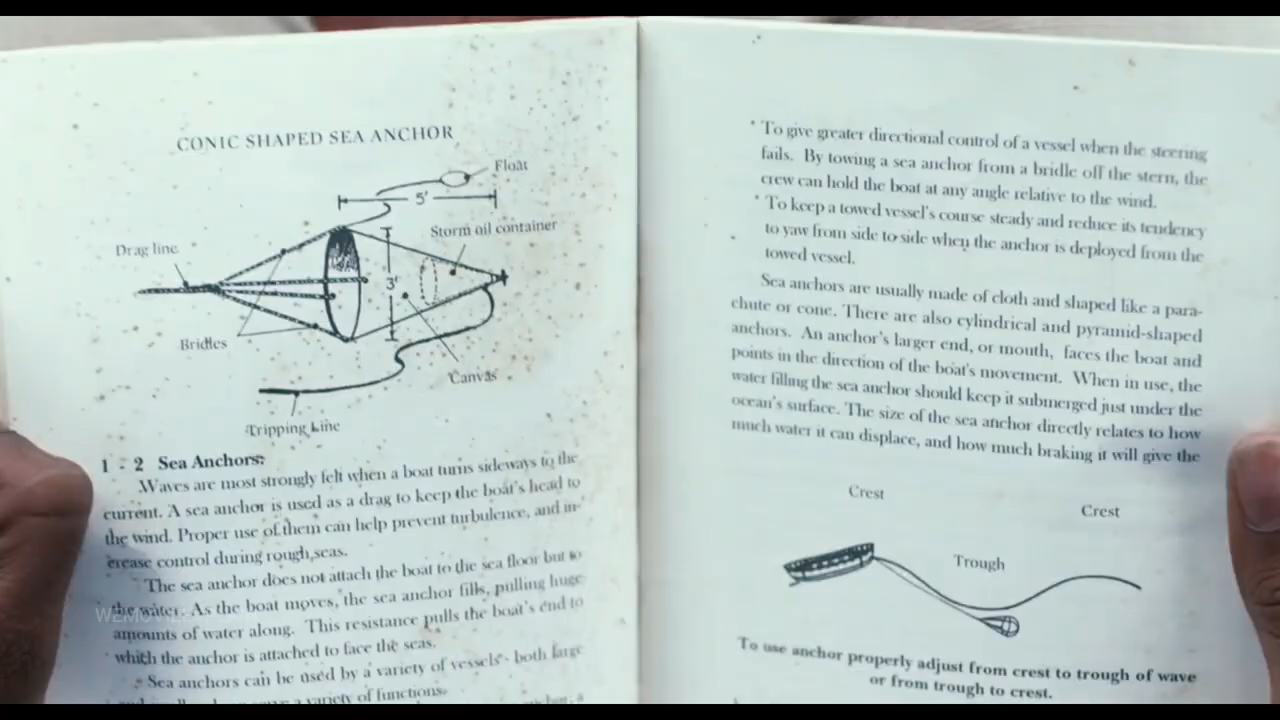 CONIC SHAPED SEA ANCHOR
Float
5'
Storm oil container
Drag line
3'
Bridles
Canvas
Tripping Line
1 - 2 Sea Anchors:
Waves are most strongly felt when a boat turns sideways to the
current. A sea anchor is used as a drag to keep the boat's head to
the wind. Proper use of them can help prevent turbulence, and in-
crease control during rough seas.
The sea anchor does not attach the boat to the sea floor but to
the water. As the boat moves, the sea anchor fills, pulling huge
amounts of water along. This resistance pulls the boat's end to
which the anchor is attached to face the seas.
Sea anchors can be used by a variety of vessels - both large
a variety of functions.
* To give greater directional control of a vessel when the steering
fails. By towing a sea anchor from a bridle off the stern, the
crew can hold the boat at any angle relative to the wind.
* To keep a towed vessel's course steady and reduce its tendency
to yaw from side to side when the anchor is deployed from the
towed vessel.
Sea anchors are usually made of cloth and shaped like a para-
chute or cone. There are also cylindrical and pyramid-shaped
anchors. An anchor's larger end, or mouth, faces the boat and
points in the direction of the boat's movement. When in use, the
water filling the sea anchor should keep it submerged just under the
ocean's surface. The size of the sea anchor directly relates to how
much water it can displace, and how much braking it will give the
Crest
Crest
Trough
To use anchor properly adjust from crest to trough of wave
or from trough to crest.